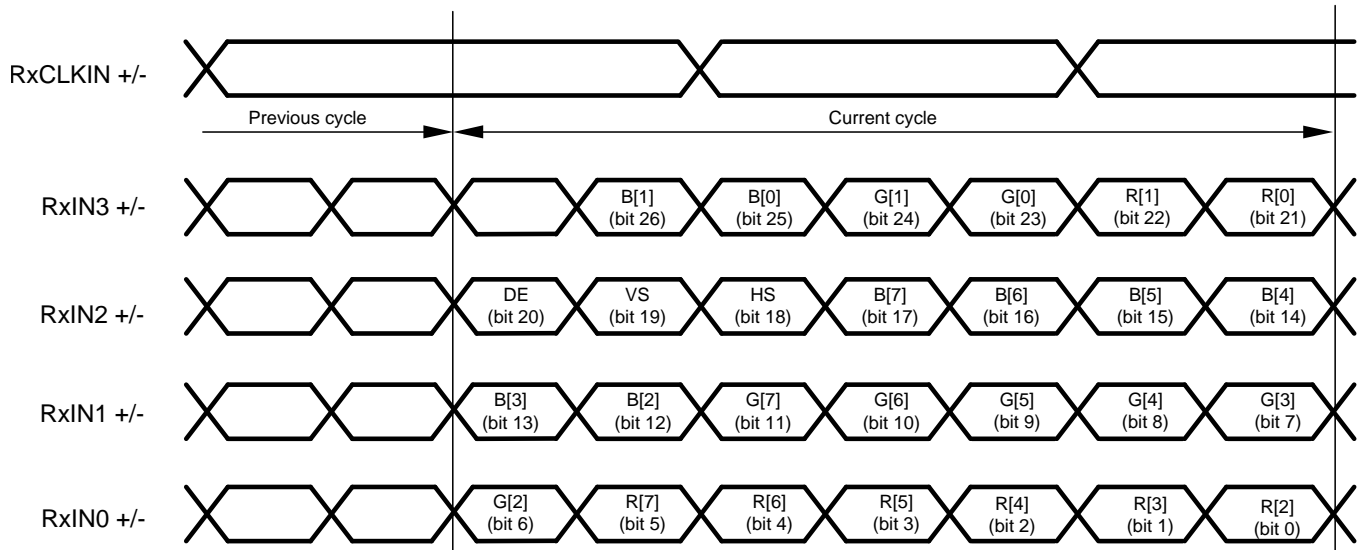 RxCLKIN +/-
Previous cycle
Current cycle
RxIN3 +/-
B[1]
(bit 26)
B[0]
(bit 25)
G[1]
(bit 24)
G[0]
(bit 23)
R[1]
(bit 22)
R[0]
(bit 21)
RxIN2 +/-
DE
(bit 20)
VS
(bit 19)
HS
(bit 18)
B[7]
(bit 17)
B[6]
(bit 16)
B[5]
(bit 15)
B[4]
(bit 14)
RxIN1 +/-
B[3]
(bit 13)
B[2]
(bit 12)
G[7]
(bit 11)
G[6]
(bit 10)
G[5]
(bit 9)
G[4]
(bit 8)
G[3]
(bit 7)
RxIN0 +/-
G[2]
(bit 6)
R[7]
(bit 5)
R[6]
(bit 4)
R[5]
(bit 3)
R[4]
(bit 2)
R[3]
(bit 1)
R[2]
(bit 0)